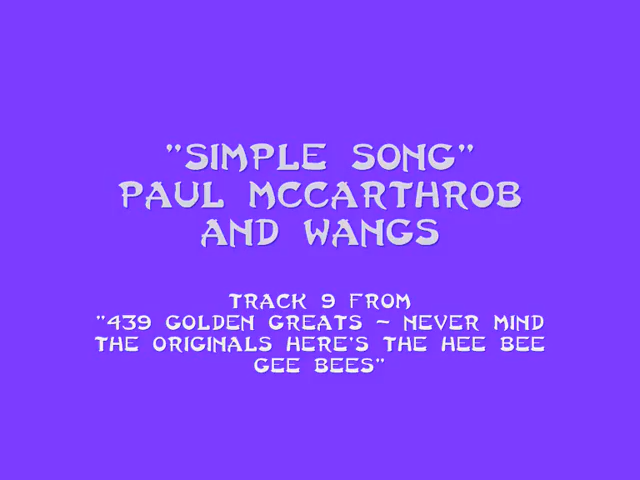 "SIMPLE SONG"
PAUL MCCARTHROB
AND WANGS
TRACK 9 FROM
"439 GOLDEN GREATS ~ NEVER MIND
THE ORIGINALS HERE'S THE HEE BEE
GEE BEES"